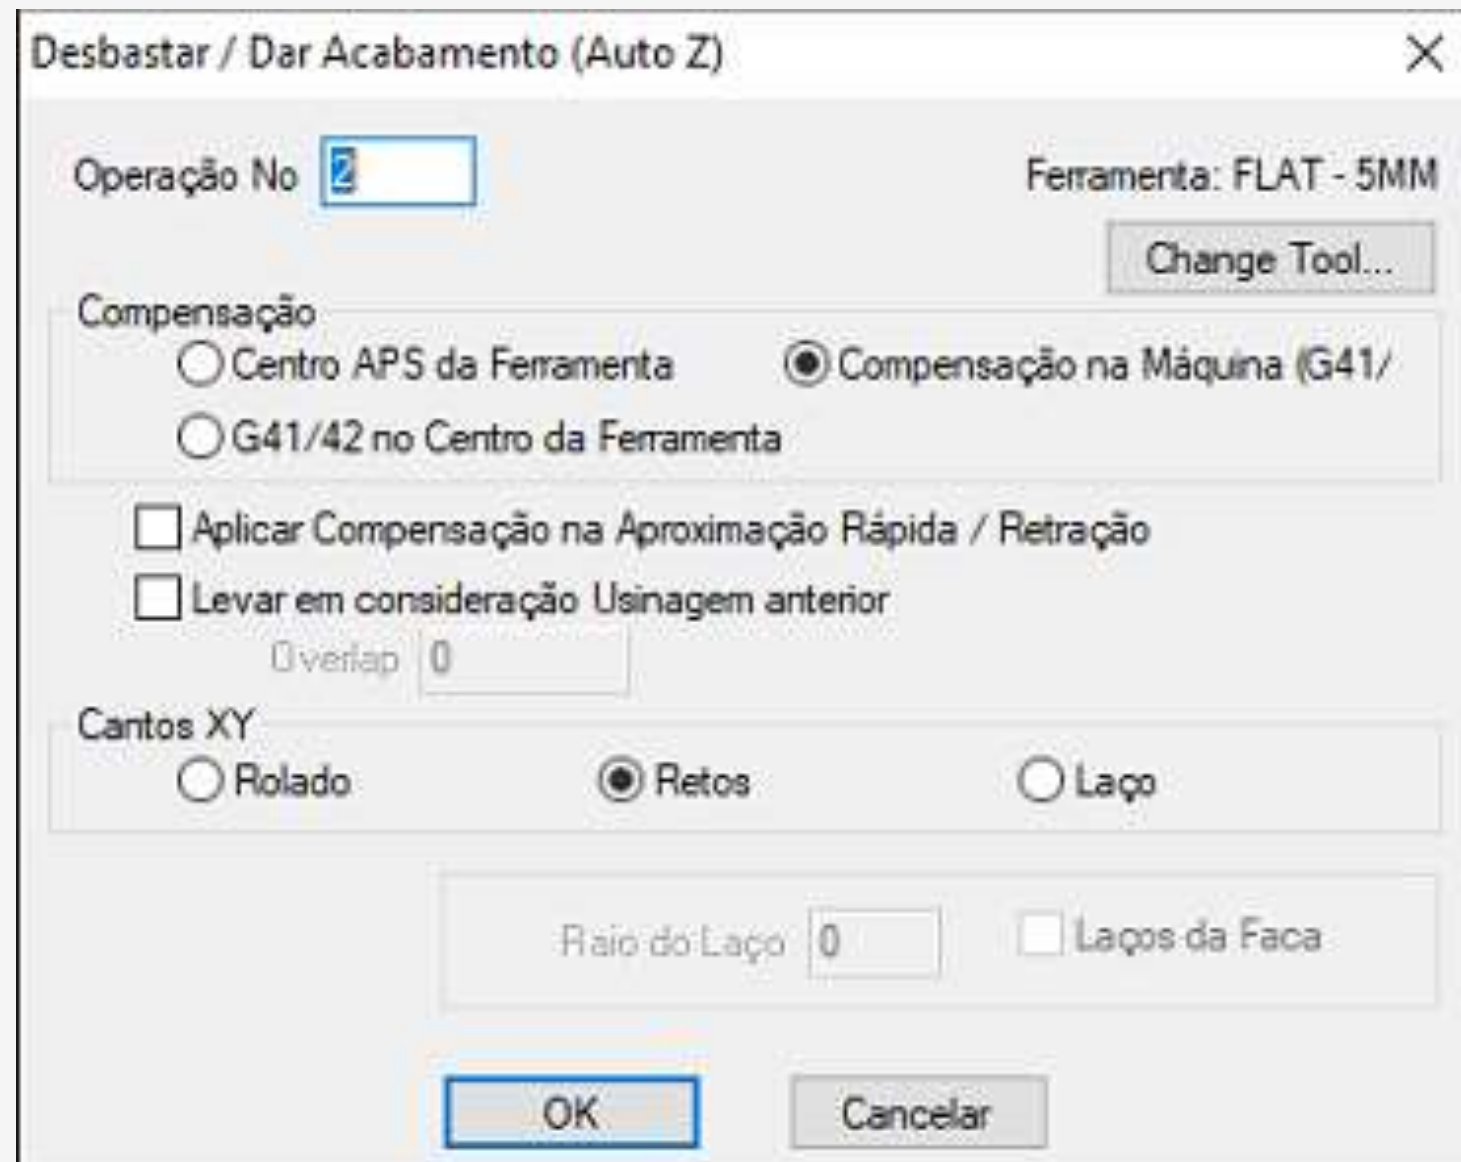 Desbastar / Dar Acabamento (Auto Z)
Operação No 2
Ferramenta: FLAT - 5MM
Change Tool...
Compensação
Centro APS da Ferramenta
Compensação na Máquina (G41/
G41/42 no Centro da Ferramenta
Aplicar Compensação na Aproximação Rápida / Retração
Levar em consideração Usinagem anterior
Overlap 0
Cantos XY
Rolado
Retos
Laço
Raio do Laço 0
Laços da Faca
OK
Cancelar